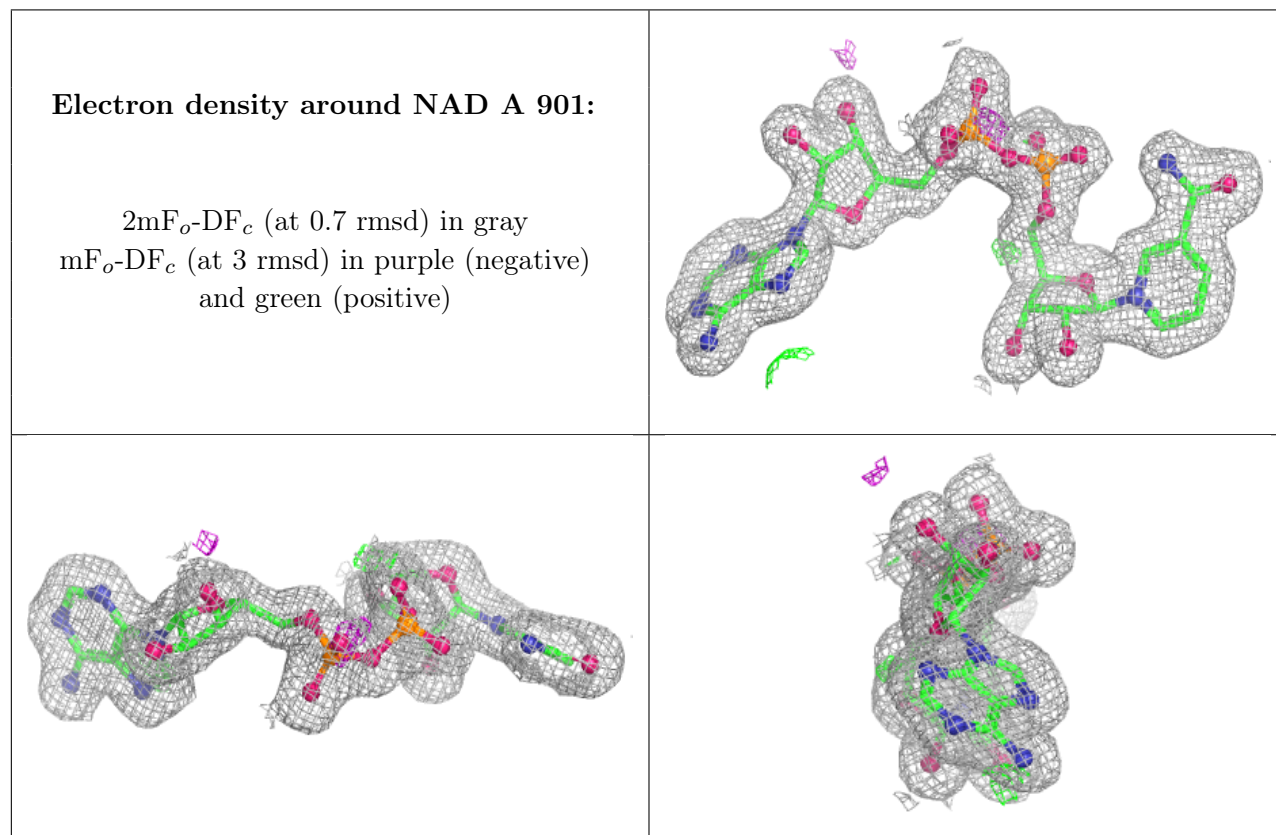 Electron density around NAD A 901:
2mFo-DFc (at 0.7 rmsd) in gray
mFo-DFc (at 3 rmsd) in purple (negative)
and green (positive)